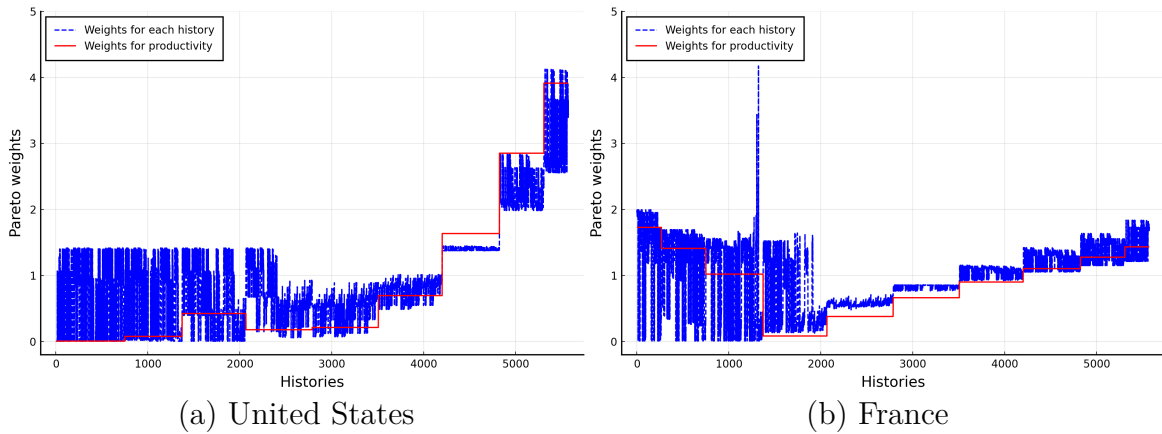 5
4
3
2
1
0
Pareto weights
Weights for each history
Weights for productivity
0 1000 2000 3000 4000 5000
Histories
(a) United States
5
4
3
2
1
0
Pareto weights
Weights for each history
Weights for productivity
0 1000 2000 3000 4000 5000
Histories
(b) France